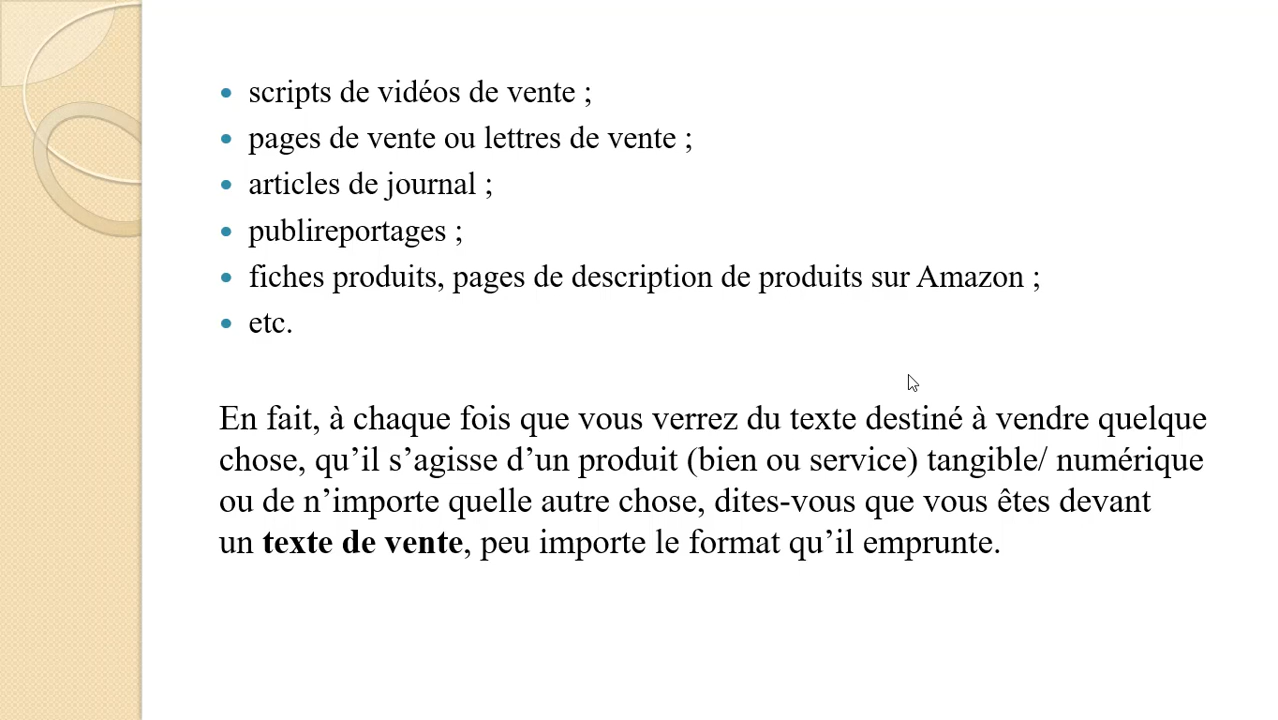 scripts de vidéos de vente ;
pages de vente ou lettres de vente ;
articles de journal ;
publireportages ;
fiches produits, pages de description de produits sur Amazon ;
etc.
En fait, à chaque fois que vous verrez du texte destiné à vendre quelque
chose, qu’il s’agisse d’un produit (bien ou service) tangible/ numérique
ou de n’importe quelle autre chose, dites-vous que vous êtes devant
un texte de vente, peu importe le format qu’il emprunte.